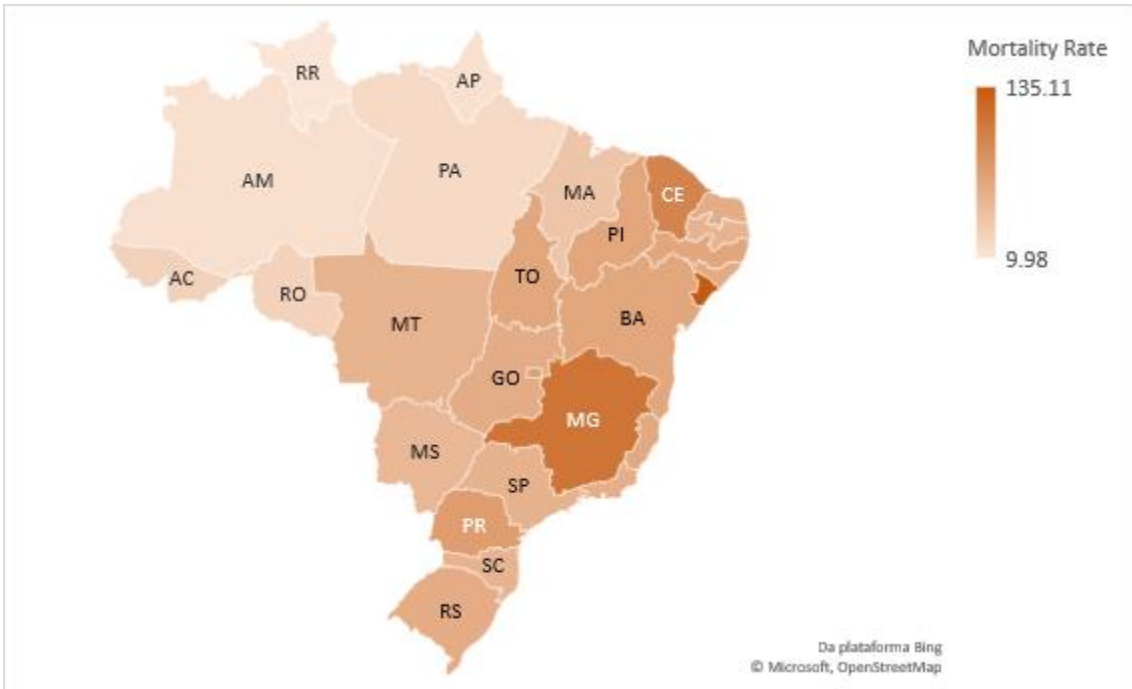 Mortality Rate
135.11
9.98
RR
AP
AM
PA
MA
CE
PI
AC
RO
TO
MT
BA
GO
MG
MS
SP
PR
SC
RS
Da plataforma Bing
© Microsoft, OpenStreetMap